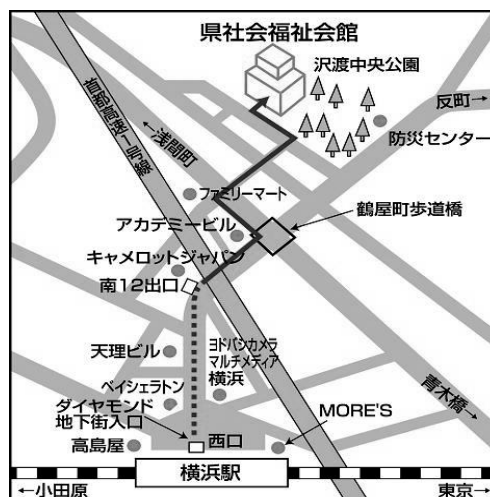 県社会福祉会館
沢渡中央公園
首都高速1号線
反町→
←浅間町
防災センター
ファミリーマート
鶴屋町歩道橋
アカデミービル
キャメロットジャパン
南12出口
天理ビル
ヨドバシカメラ
マルチメディア
横浜
青木橋→
ベイシェラトン
ダイヤモンド
地下街入口
MORE'S
高島屋
西口
横浜駅
←小田原
東京→